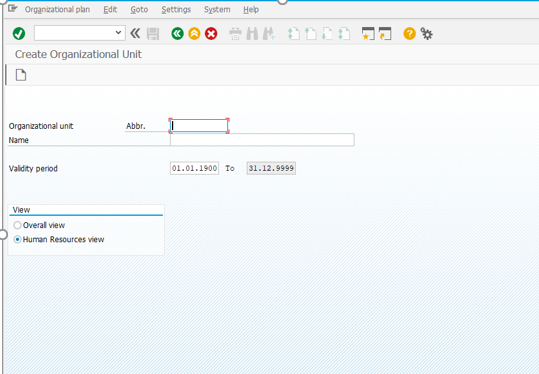 Organizational plan Edit Goto Settings System Help
Create Organizational Unit
Organizational unit Abbr.
Name
Validity period 01.01.1900 To 31.12.9999
View
Overall view
Human Resources view